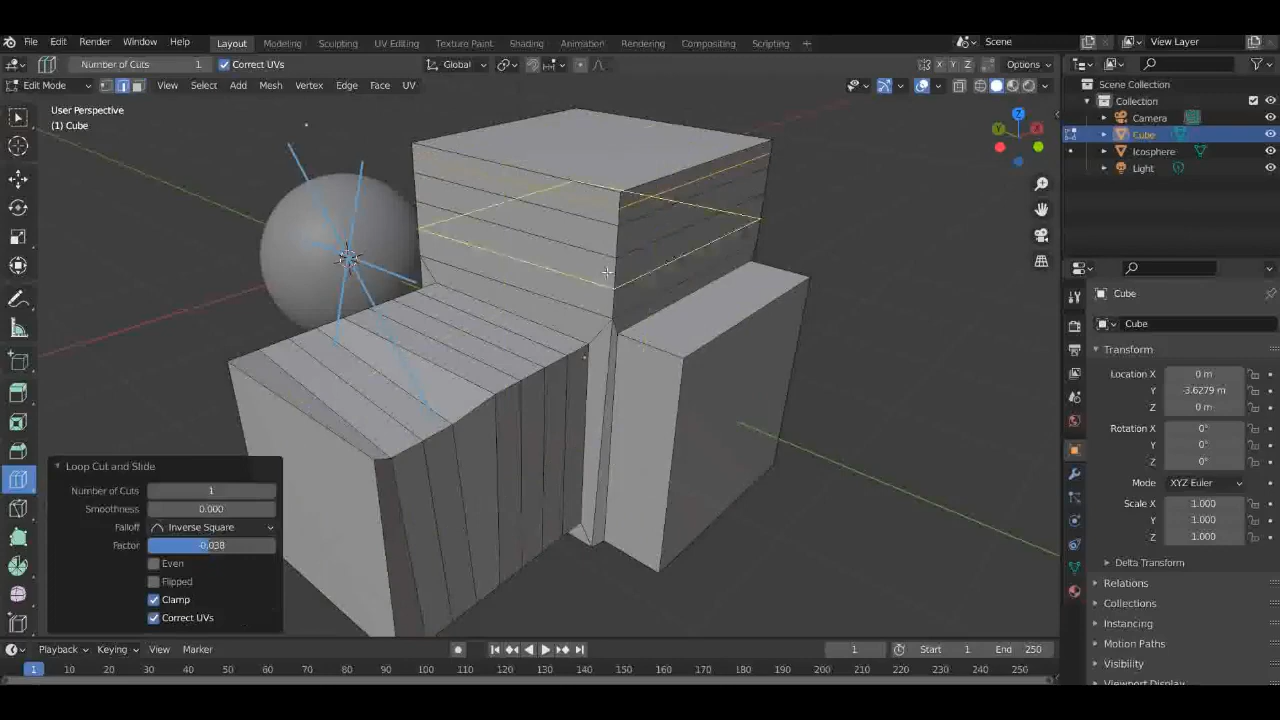 File Edit Render Window Help Layout Modeling Sculpting UV Editing Texture Paint Shading Animation Rendering Compositing Scripting + Scene View Layer
Number of Cuts 1 Correct UVs Global X Y Z Options
Edit Mode View Select Add Mesh Vertex Edge Face UV
User Perspective
(1) Cube
Z
Y X
Scene Collection
Collection
Camera
Cube
Icosphere
Light
Cube
Cube
Transform
Location X 0 m
Y -3.6279 m
Z 0 m
Rotation X 0°
Y 0°
Z 0°
Mode XYZ Euler
Scale X 1.000
Y 1.000
Z 1.000
Delta Transform
Relations
Collections
Instancing
Motion Paths
Visibility
Viewport Display
Loop Cut and Slide
Number of Cuts 1
Smoothness 0.000
Falloff Inverse Square
Factor -0.038
Even
Flipped
Clamp
Correct UVs
Playback Keying View Marker 1 Start 1 End 250
1 10 20 30 40 50 60 70 80 90 100 110 120 130 140 150 160 170 180 190 200 210 220 230 240 250